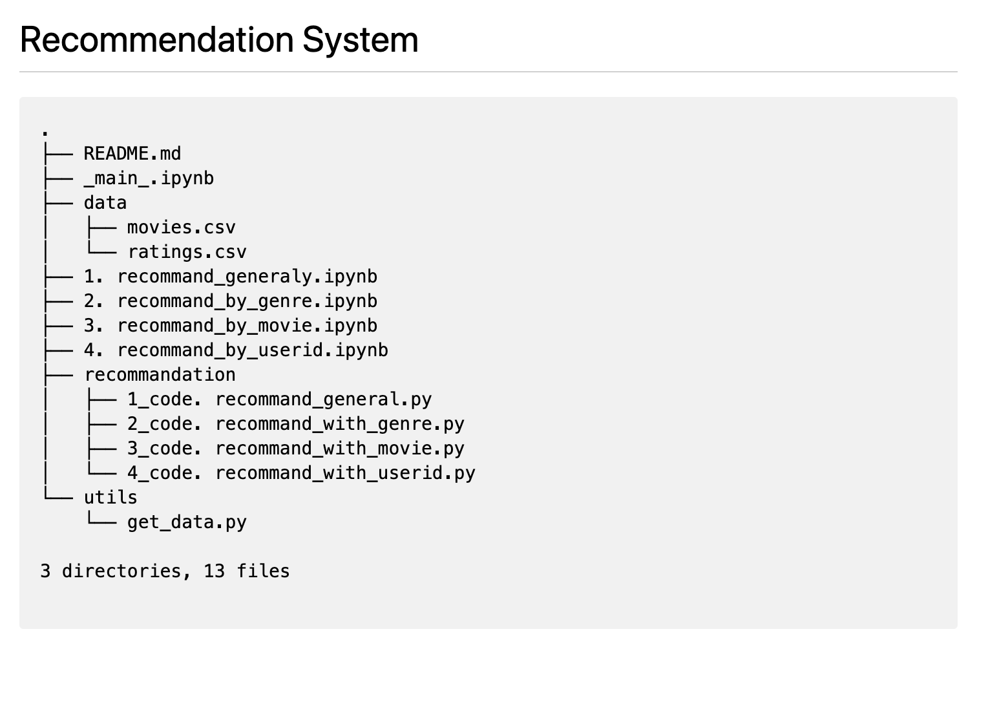 Recommendation System
.
├── README.md
├── _main_.ipynb
├── data
│   ├── movies.csv
│   └── ratings.csv
├── 1. recommand_generaly.ipynb
├── 2. recommand_by_genre.ipynb
├── 3. recommand_by_movie.ipynb
├── 4. recommand_by_userid.ipynb
├── recommandation
│   ├── 1_code. recommand_general.py
│   ├── 2_code. recommand_with_genre.py
│   ├── 3_code. recommand_with_movie.py
│   └── 4_code. recommand_with_userid.py
└── utils
    └── get_data.py
3 directories, 13 files